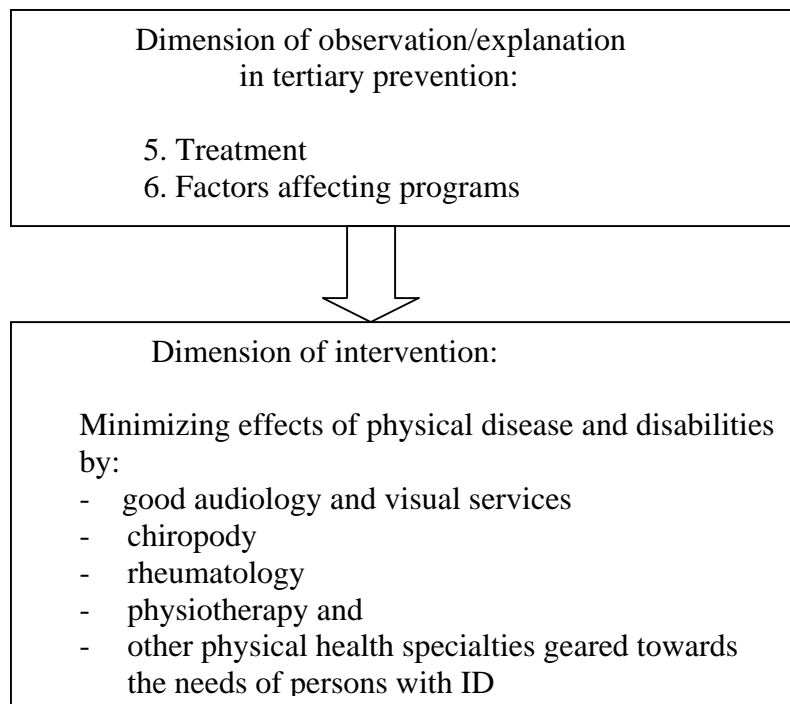 Dimension of observation/explanation
in tertiary prevention:
5. Treatment
6. Factors affecting programs
Dimension of intervention:
Minimizing effects of physical disease and disabilities
by:
- good audiology and visual services
- chiropody
- rheumatology
- physiotherapy and
- other physical health specialties geared towards
the needs of persons with ID